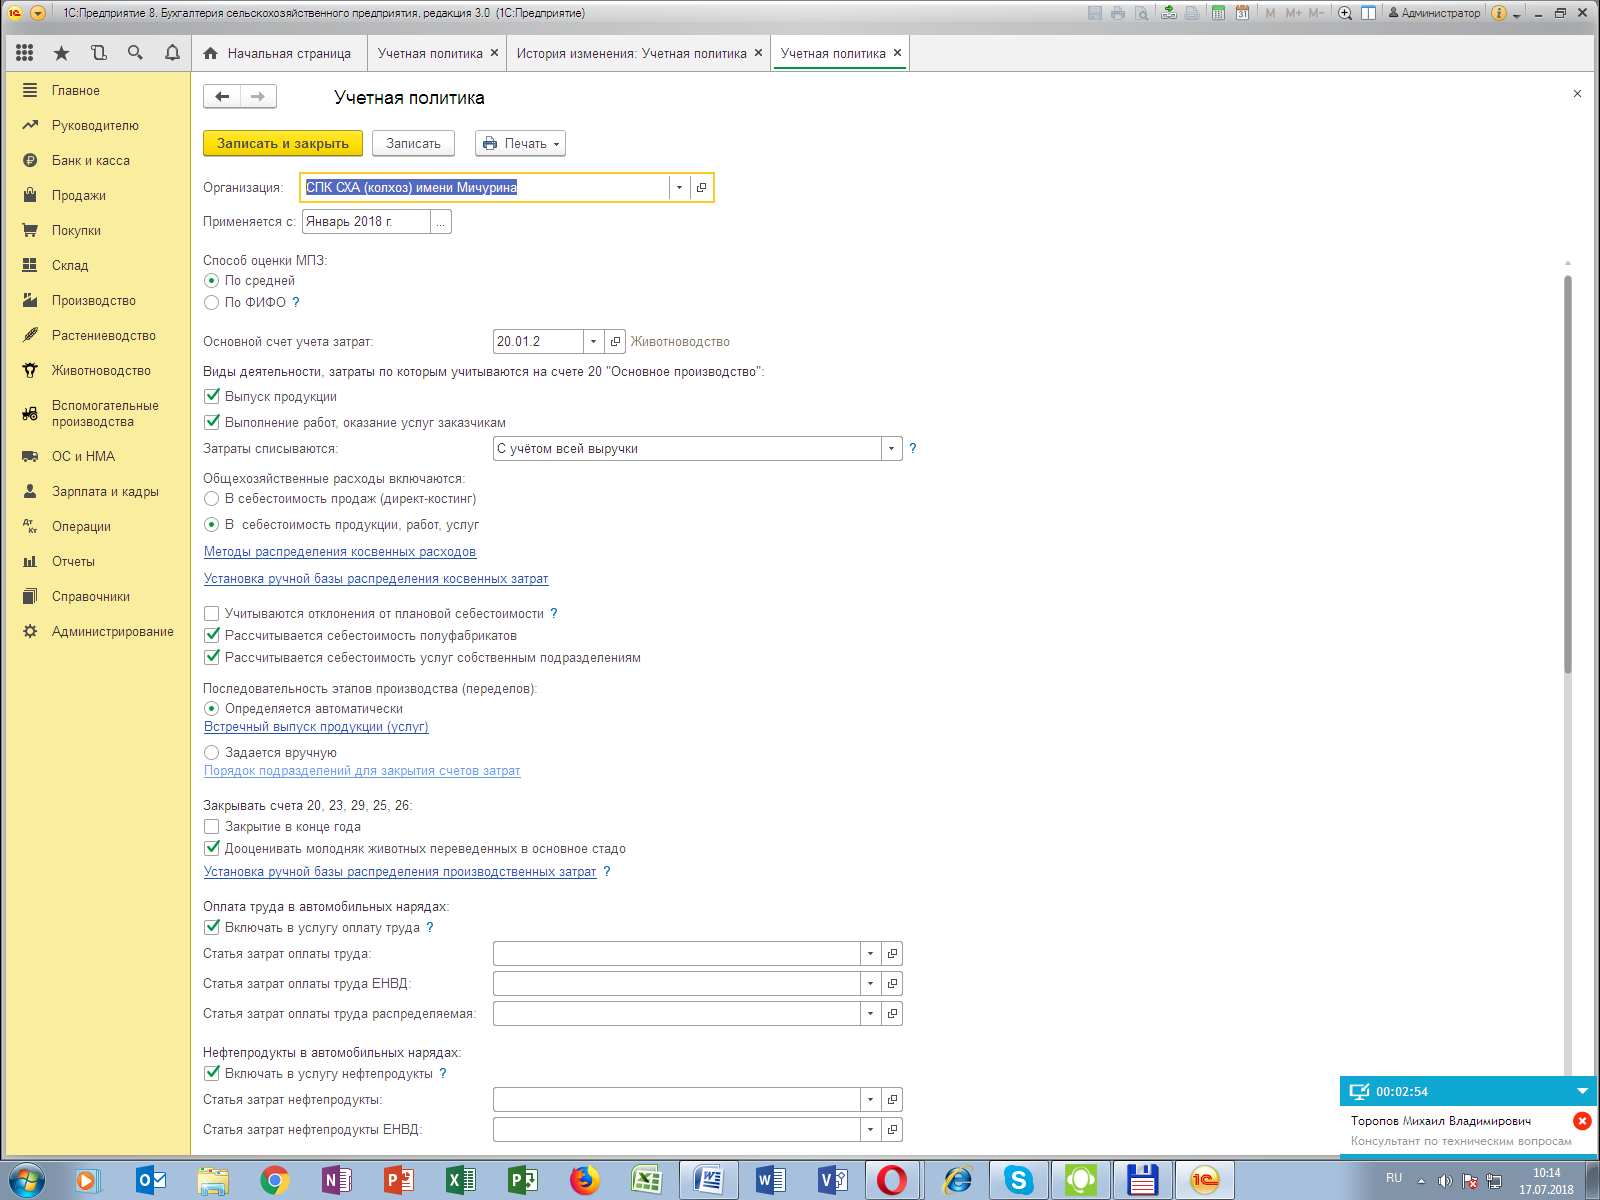 1С:Предприятие 8. Бухгалтерия сельскохозяйственного предприятия, редакция 3.0 (1С:Предприятие)
M M+ M− Администратор
Начальная страница
Учетная политика
История изменения: Учетная политика
Учетная политика
Главное
Руководителю
Банк и касса
Продажи
Покупки
Склад
Производство
Растениеводство
Животноводство
Вспомогательные
производства
ОС и НМА
Зарплата и кадры
Операции
Отчеты
Справочники
Администрирование
Учетная политика
Записать и закрыть Записать Печать
Организация: СПК СХА (колхоз) имени Мичурина
Применяется с: Январь 2018 г. ...
Способ оценки МПЗ:
По средней
По ФИФО ?
Основной счет учета затрат: 20.01.2 Животноводство
Виды деятельности, затраты по которым учитываются на счете 20 "Основное производство":
Выпуск продукции
Выполнение работ, оказание услуг заказчикам
Затраты списываются: С учётом всей выручки ?
Общехозяйственные расходы включаются:
В себестоимость продаж (директ-костинг)
В себестоимость продукции, работ, услуг
Методы распределения косвенных расходов
Установка ручной базы распределения косвенных затрат
Учитываются отклонения от плановой себестоимости ?
Рассчитывается себестоимость полуфабрикатов
Рассчитывается себестоимость услуг собственным подразделениям
Последовательность этапов производства (переделов):
Определяется автоматически
Встречный выпуск продукции (услуг)
Задается вручную
Порядок подразделений для закрытия счетов затрат
Закрывать счета 20, 23, 29, 25, 26:
Закрытие в конце года
Дооценивать молодняк животных переведенных в основное стадо
Установка ручной базы распределения производственных затрат ?
Оплата труда в автомобильных нарядах:
Включать в услугу оплату труда ?
Статья затрат оплаты труда:
Статья затрат оплаты труда ЕНВД:
Статья затрат оплаты труда распределяемая:
Нефтепродукты в автомобильных нарядах:
Включать в услугу нефтепродукты ?
Статья затрат нефтепродукты:
Статья затрат нефтепродукты ЕНВД:
00:02:54
Торопов Михаил Владимирович
Консультант по техническим вопросам
RU
10:14
17.07.2018